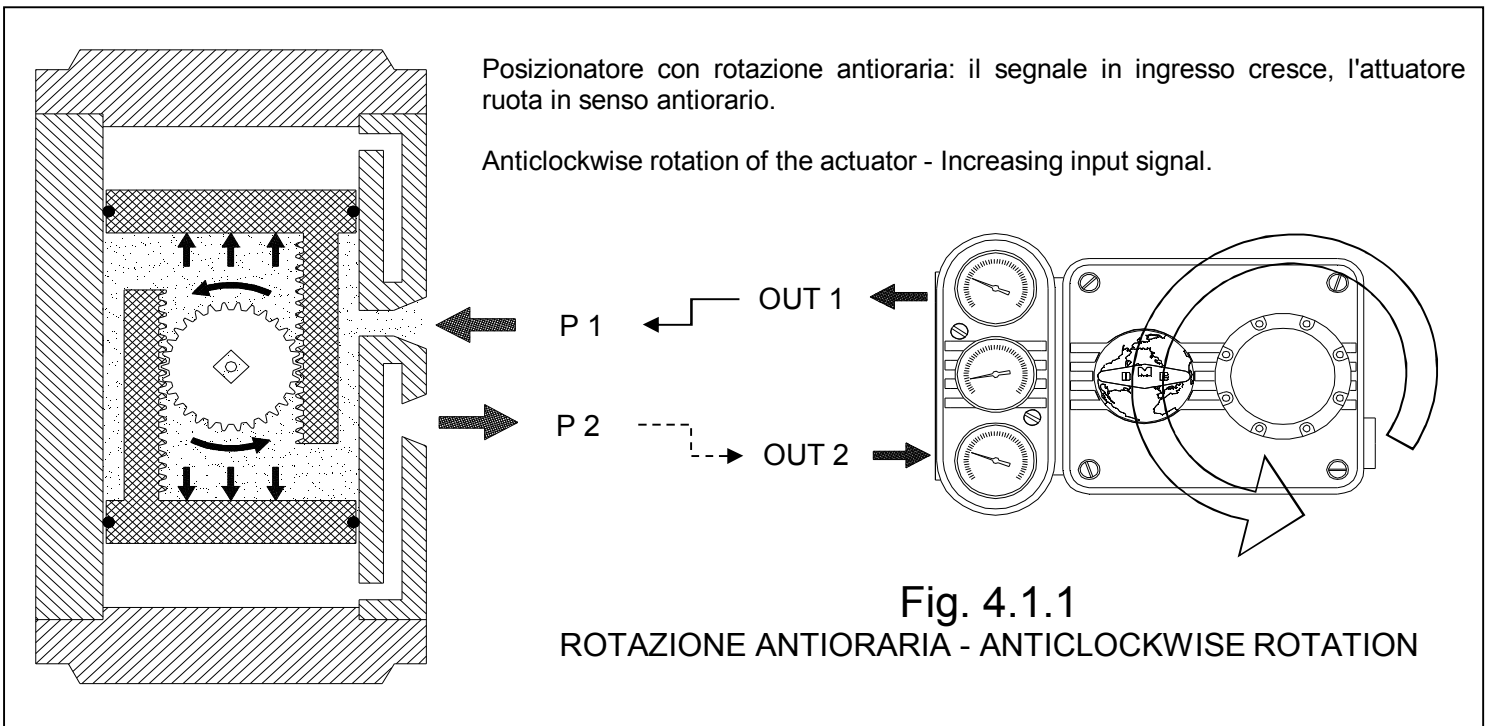 Posizionatore con rotazione antioraria: il segnale in ingresso cresce, l'attuatore
ruota in senso antiorario.
Anticlockwise rotation of the actuator - Increasing input signal.
P 1
OUT 1
P 2
OUT 2
D M E
Fig. 4.1.1
ROTAZIONE ANTIORARIA - ANTICLOCKWISE ROTATION